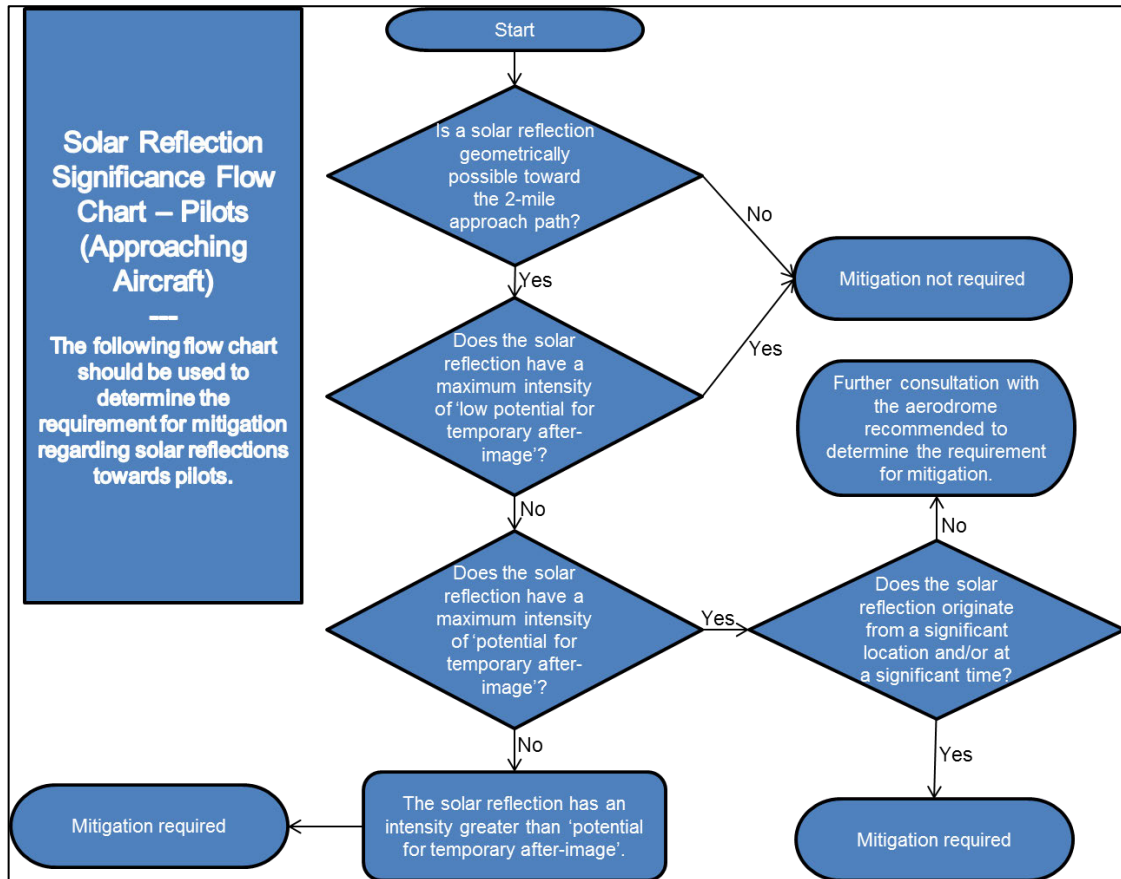 Solar Reflection
Significance Flow
Chart – Pilots
(Approaching
Aircraft)
---
The following flow chart
should be used to
determine the
requirement for mitigation
regarding solar reflections
towards pilots.
Start
Is a solar reflection
geometrically
possible toward
the 2-mile
approach path?
No
Yes
Mitigation not required
Does the solar
reflection have a
maximum intensity
of ‘low potential for
temporary after-
image’?
Yes
No
Further consultation with
the aerodrome
recommended to
determine the requirement
for mitigation.
No
Does the solar
reflection have a
maximum intensity
of ‘potential for
temporary after-
image’?
Yes
Does the solar
reflection originate
from a significant
location and/or at
a significant time?
No
Yes
The solar reflection has an
intensity greater than ‘potential
for temporary after-image’.
Mitigation required
Mitigation required